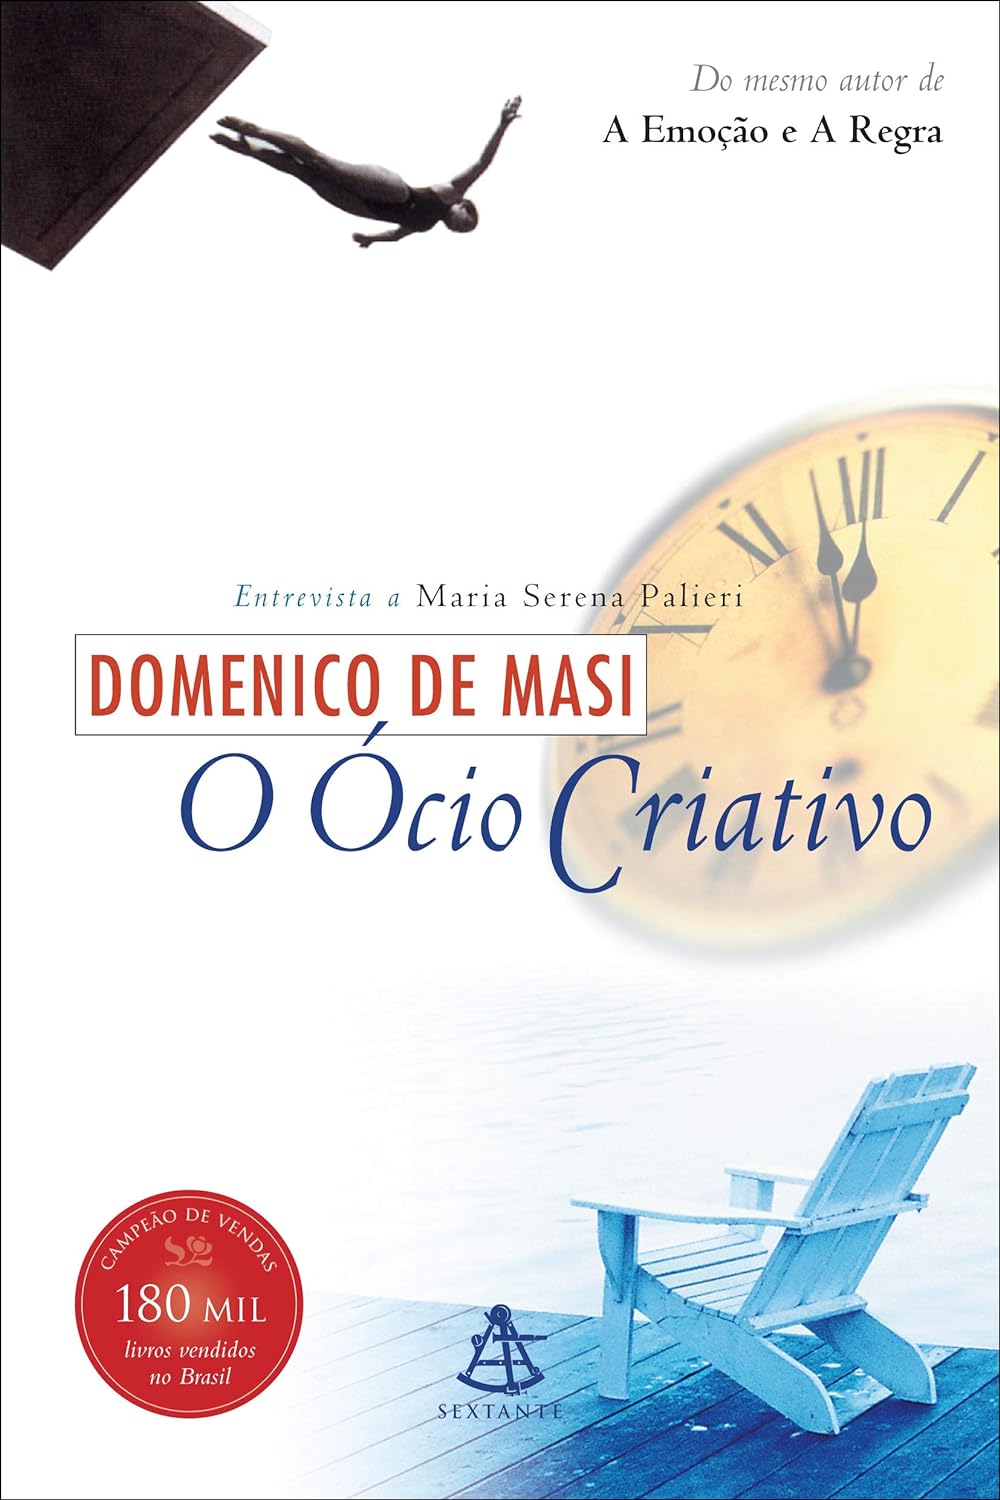 Do mesmo autor de
A Emoção e A Regra
Entrevista a Maria Serena Palieri
DOMENICO DE MASI
O Ócio Criativo
CAMPEÃO DE VENDAS
180 MIL
livros vendidos
no Brasil
SEXTANTE